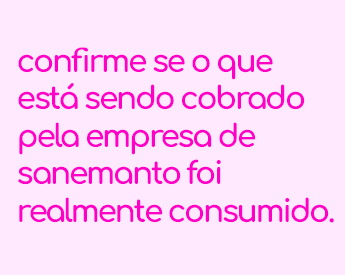 confirme se o que
está sendo cobrado
pela empresa de
sanemanto foi
realmente consumido.